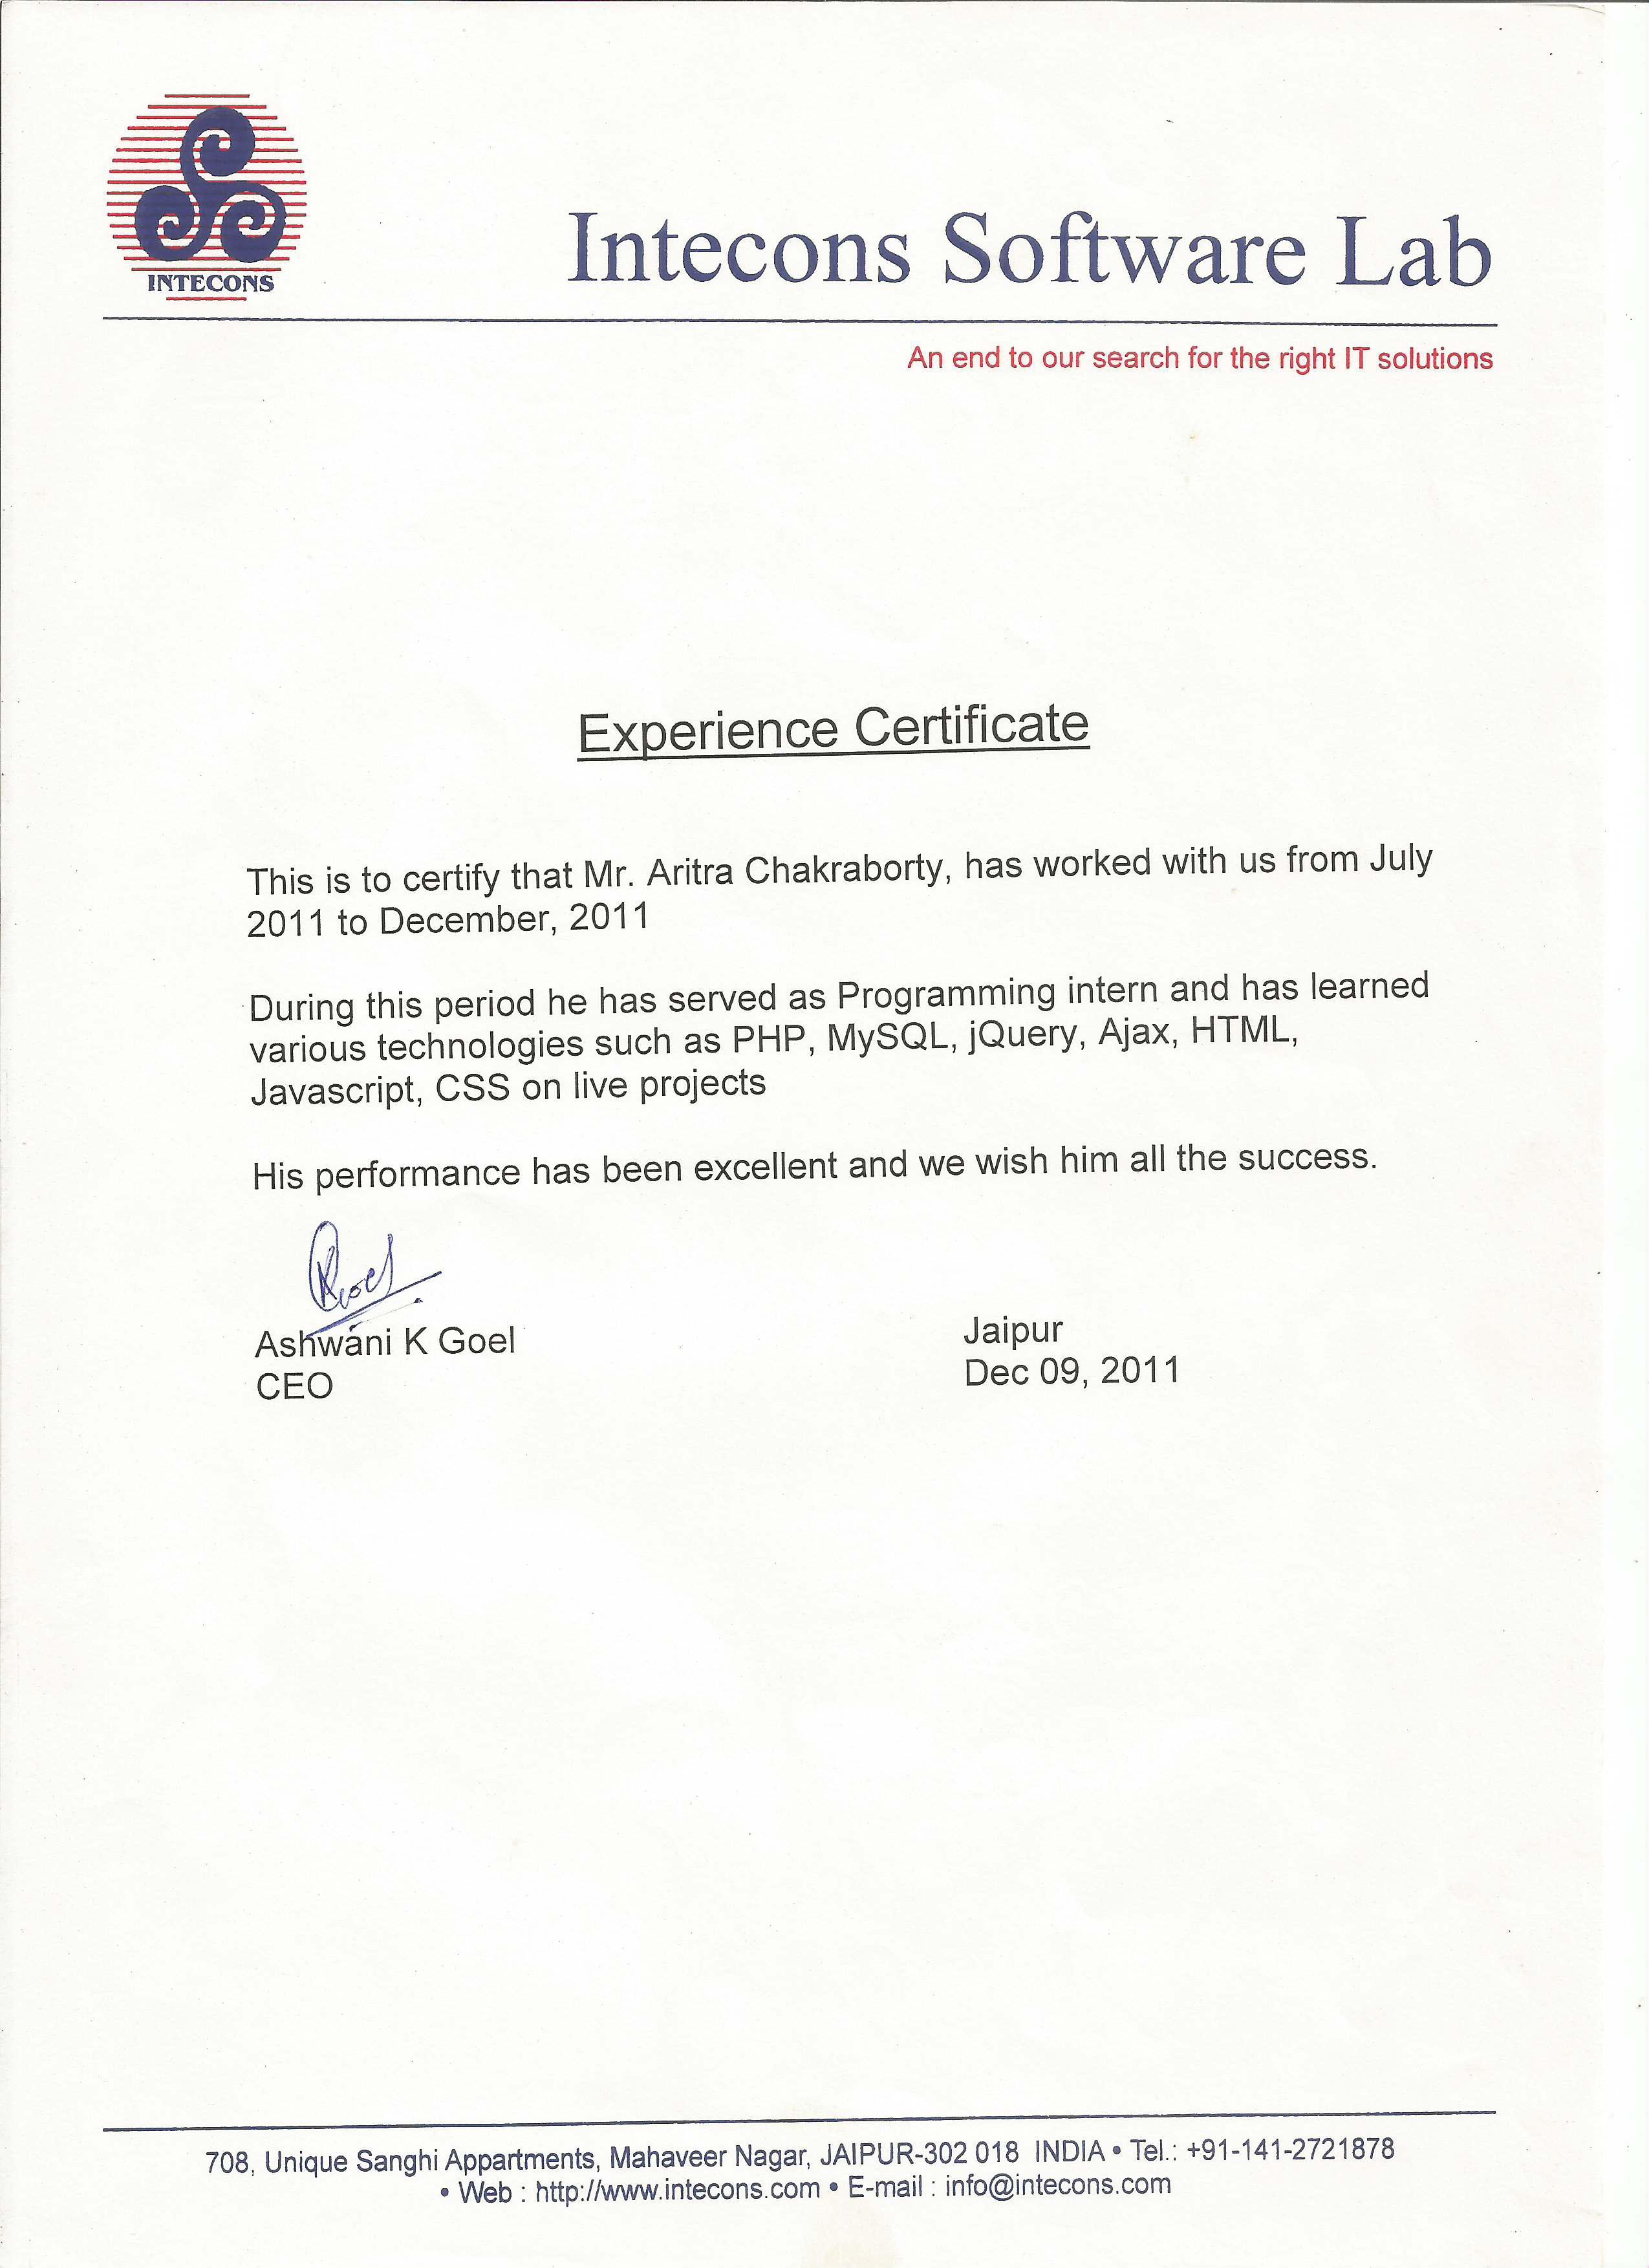 INTECONS
Intecons Software Lab
An end to our search for the right IT solutions
Experience Certificate
This is to certify that Mr. Aritra Chakraborty, has worked with us from July
2011 to December, 2011
During this period he has served as Programming intern and has learned
various technologies such as PHP, MySQL, jQuery, Ajax, HTML,
Javascript, CSS on live projects
His performance has been excellent and we wish him all the success.
Goel
Ashwani K Goel
CEO
Jaipur
Dec 09, 2011
708, Unique Sanghi Appartments, Mahaveer Nagar, JAIPUR-302 018 INDIA • Tel.: +91-141-2721878
• Web : http://www.intecons.com • E-mail : info@intecons.com